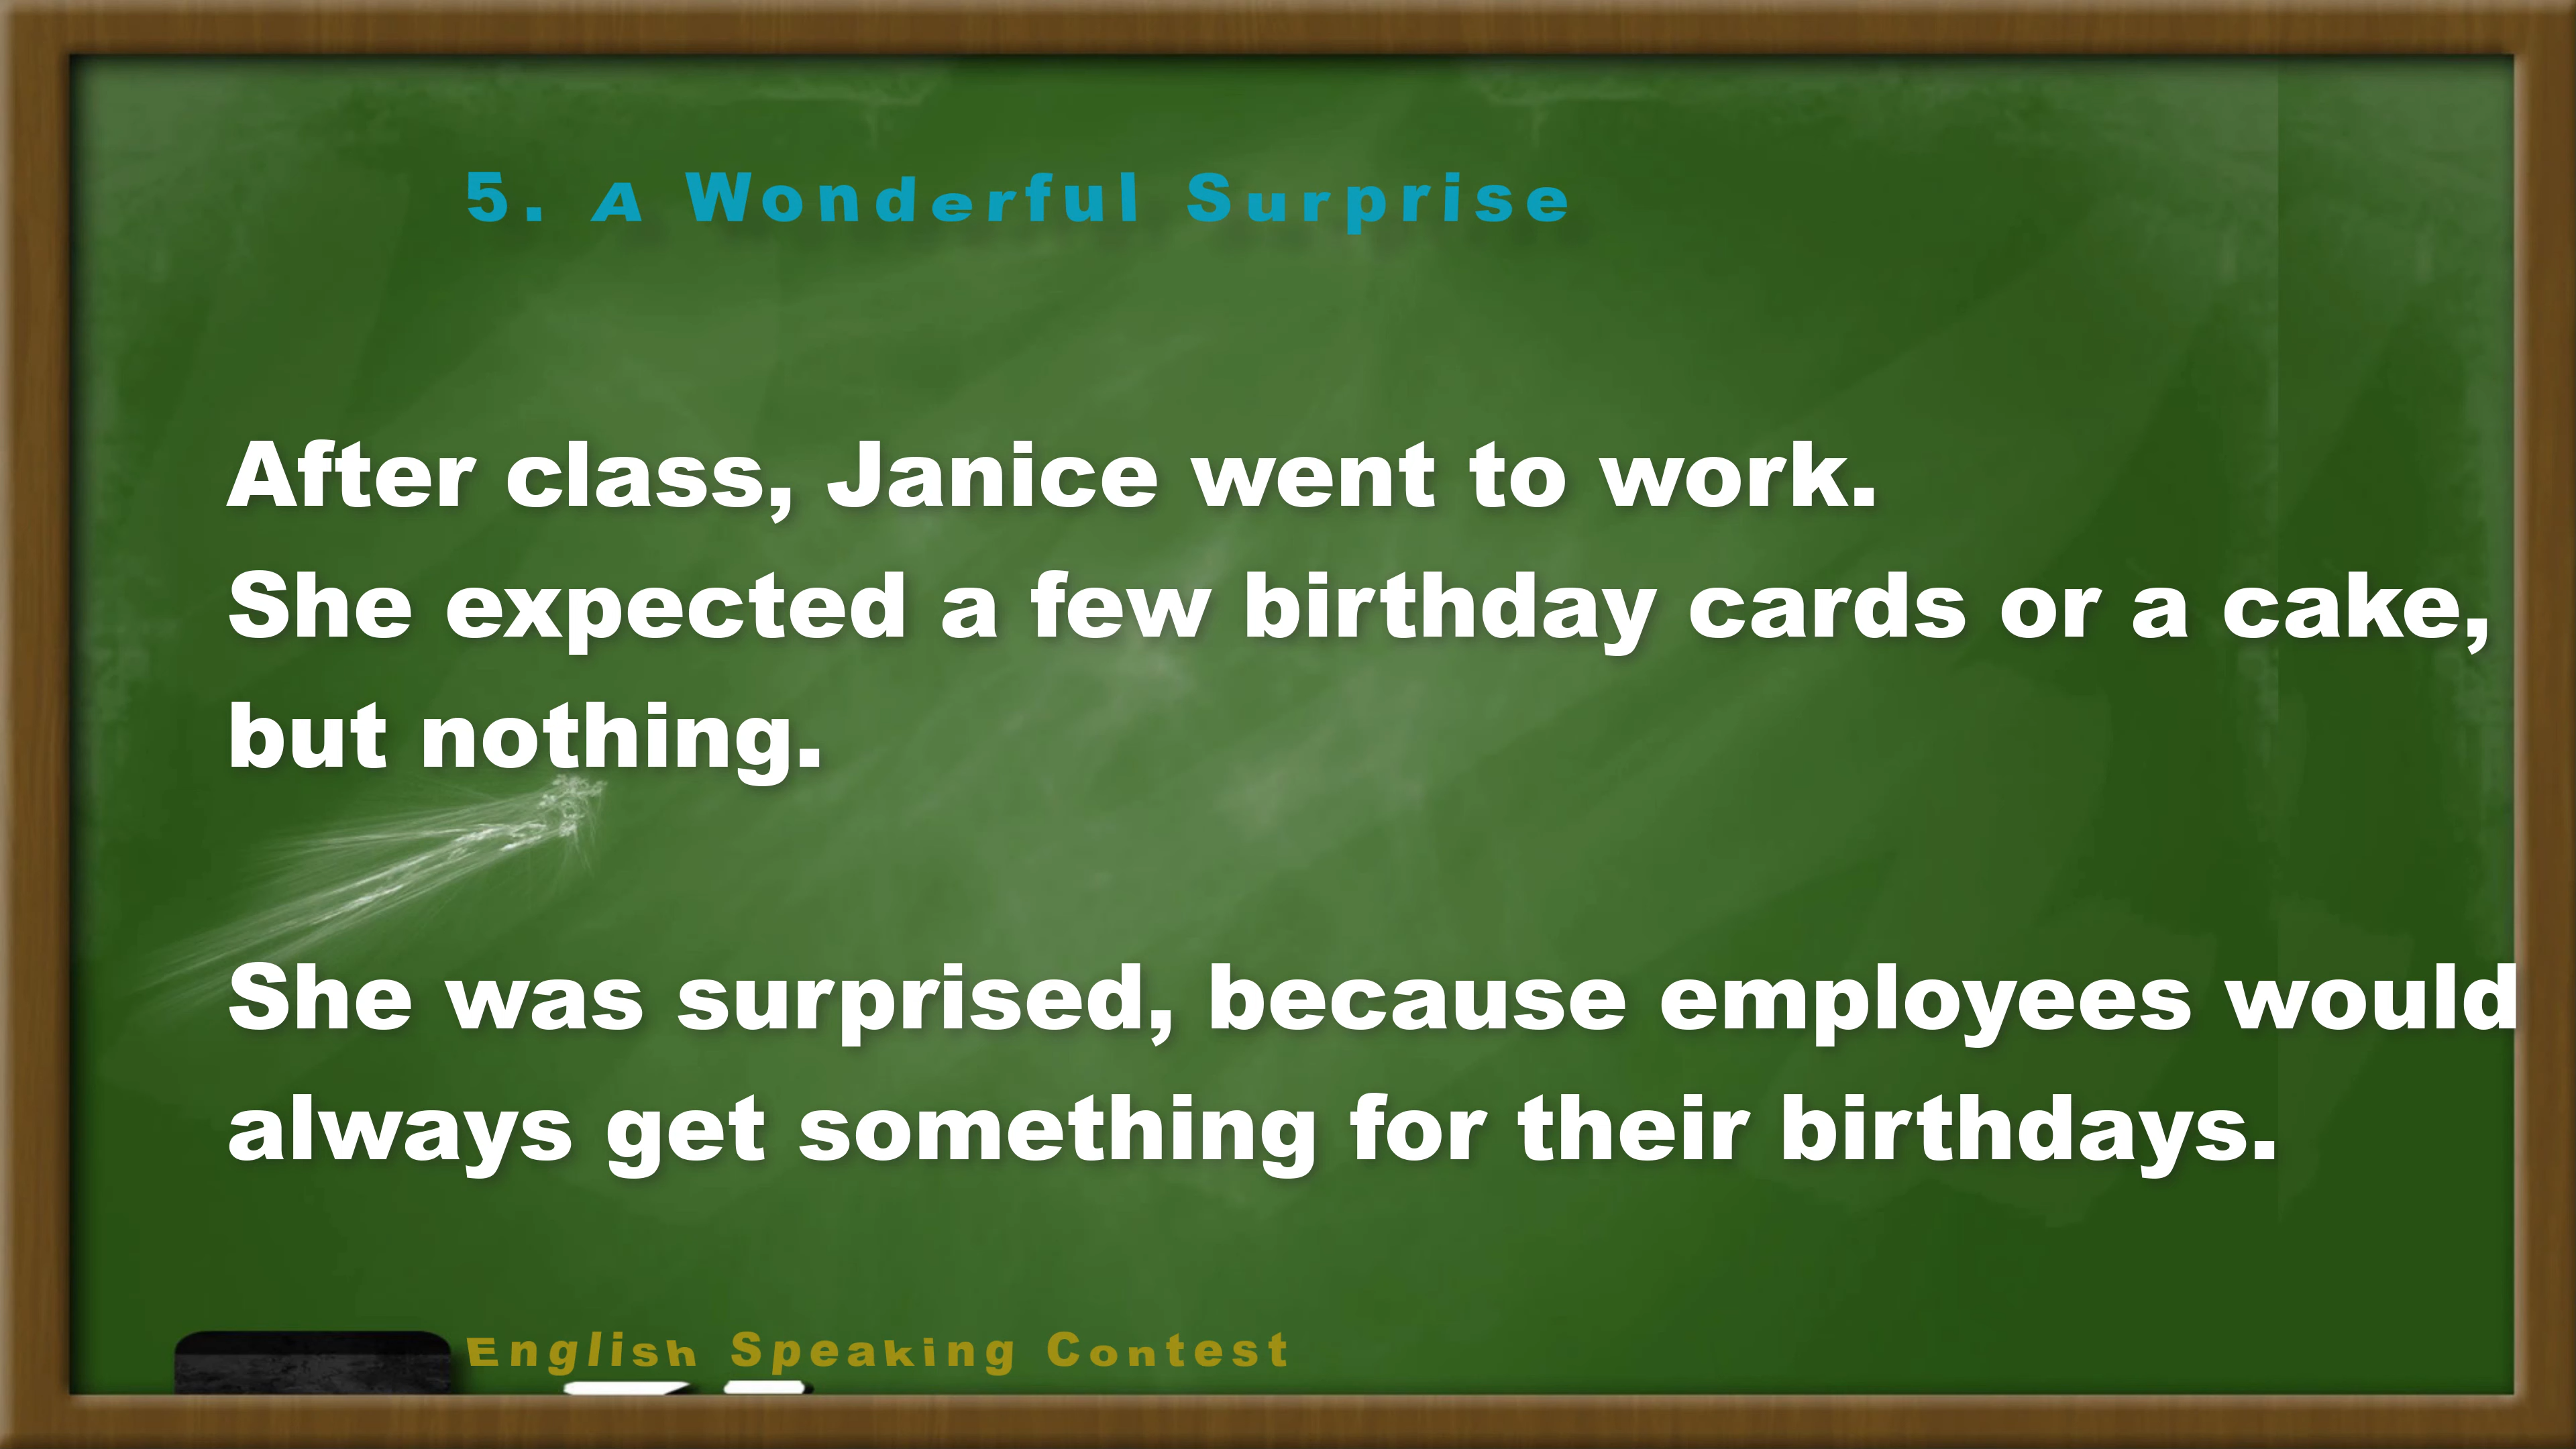 5. A Wonderful Surprise
After class, Janice went to work.
She expected a few birthday cards or a cake,
but nothing.
She was surprised, because employees would
always get something for their birthdays.
English Speaking Contest